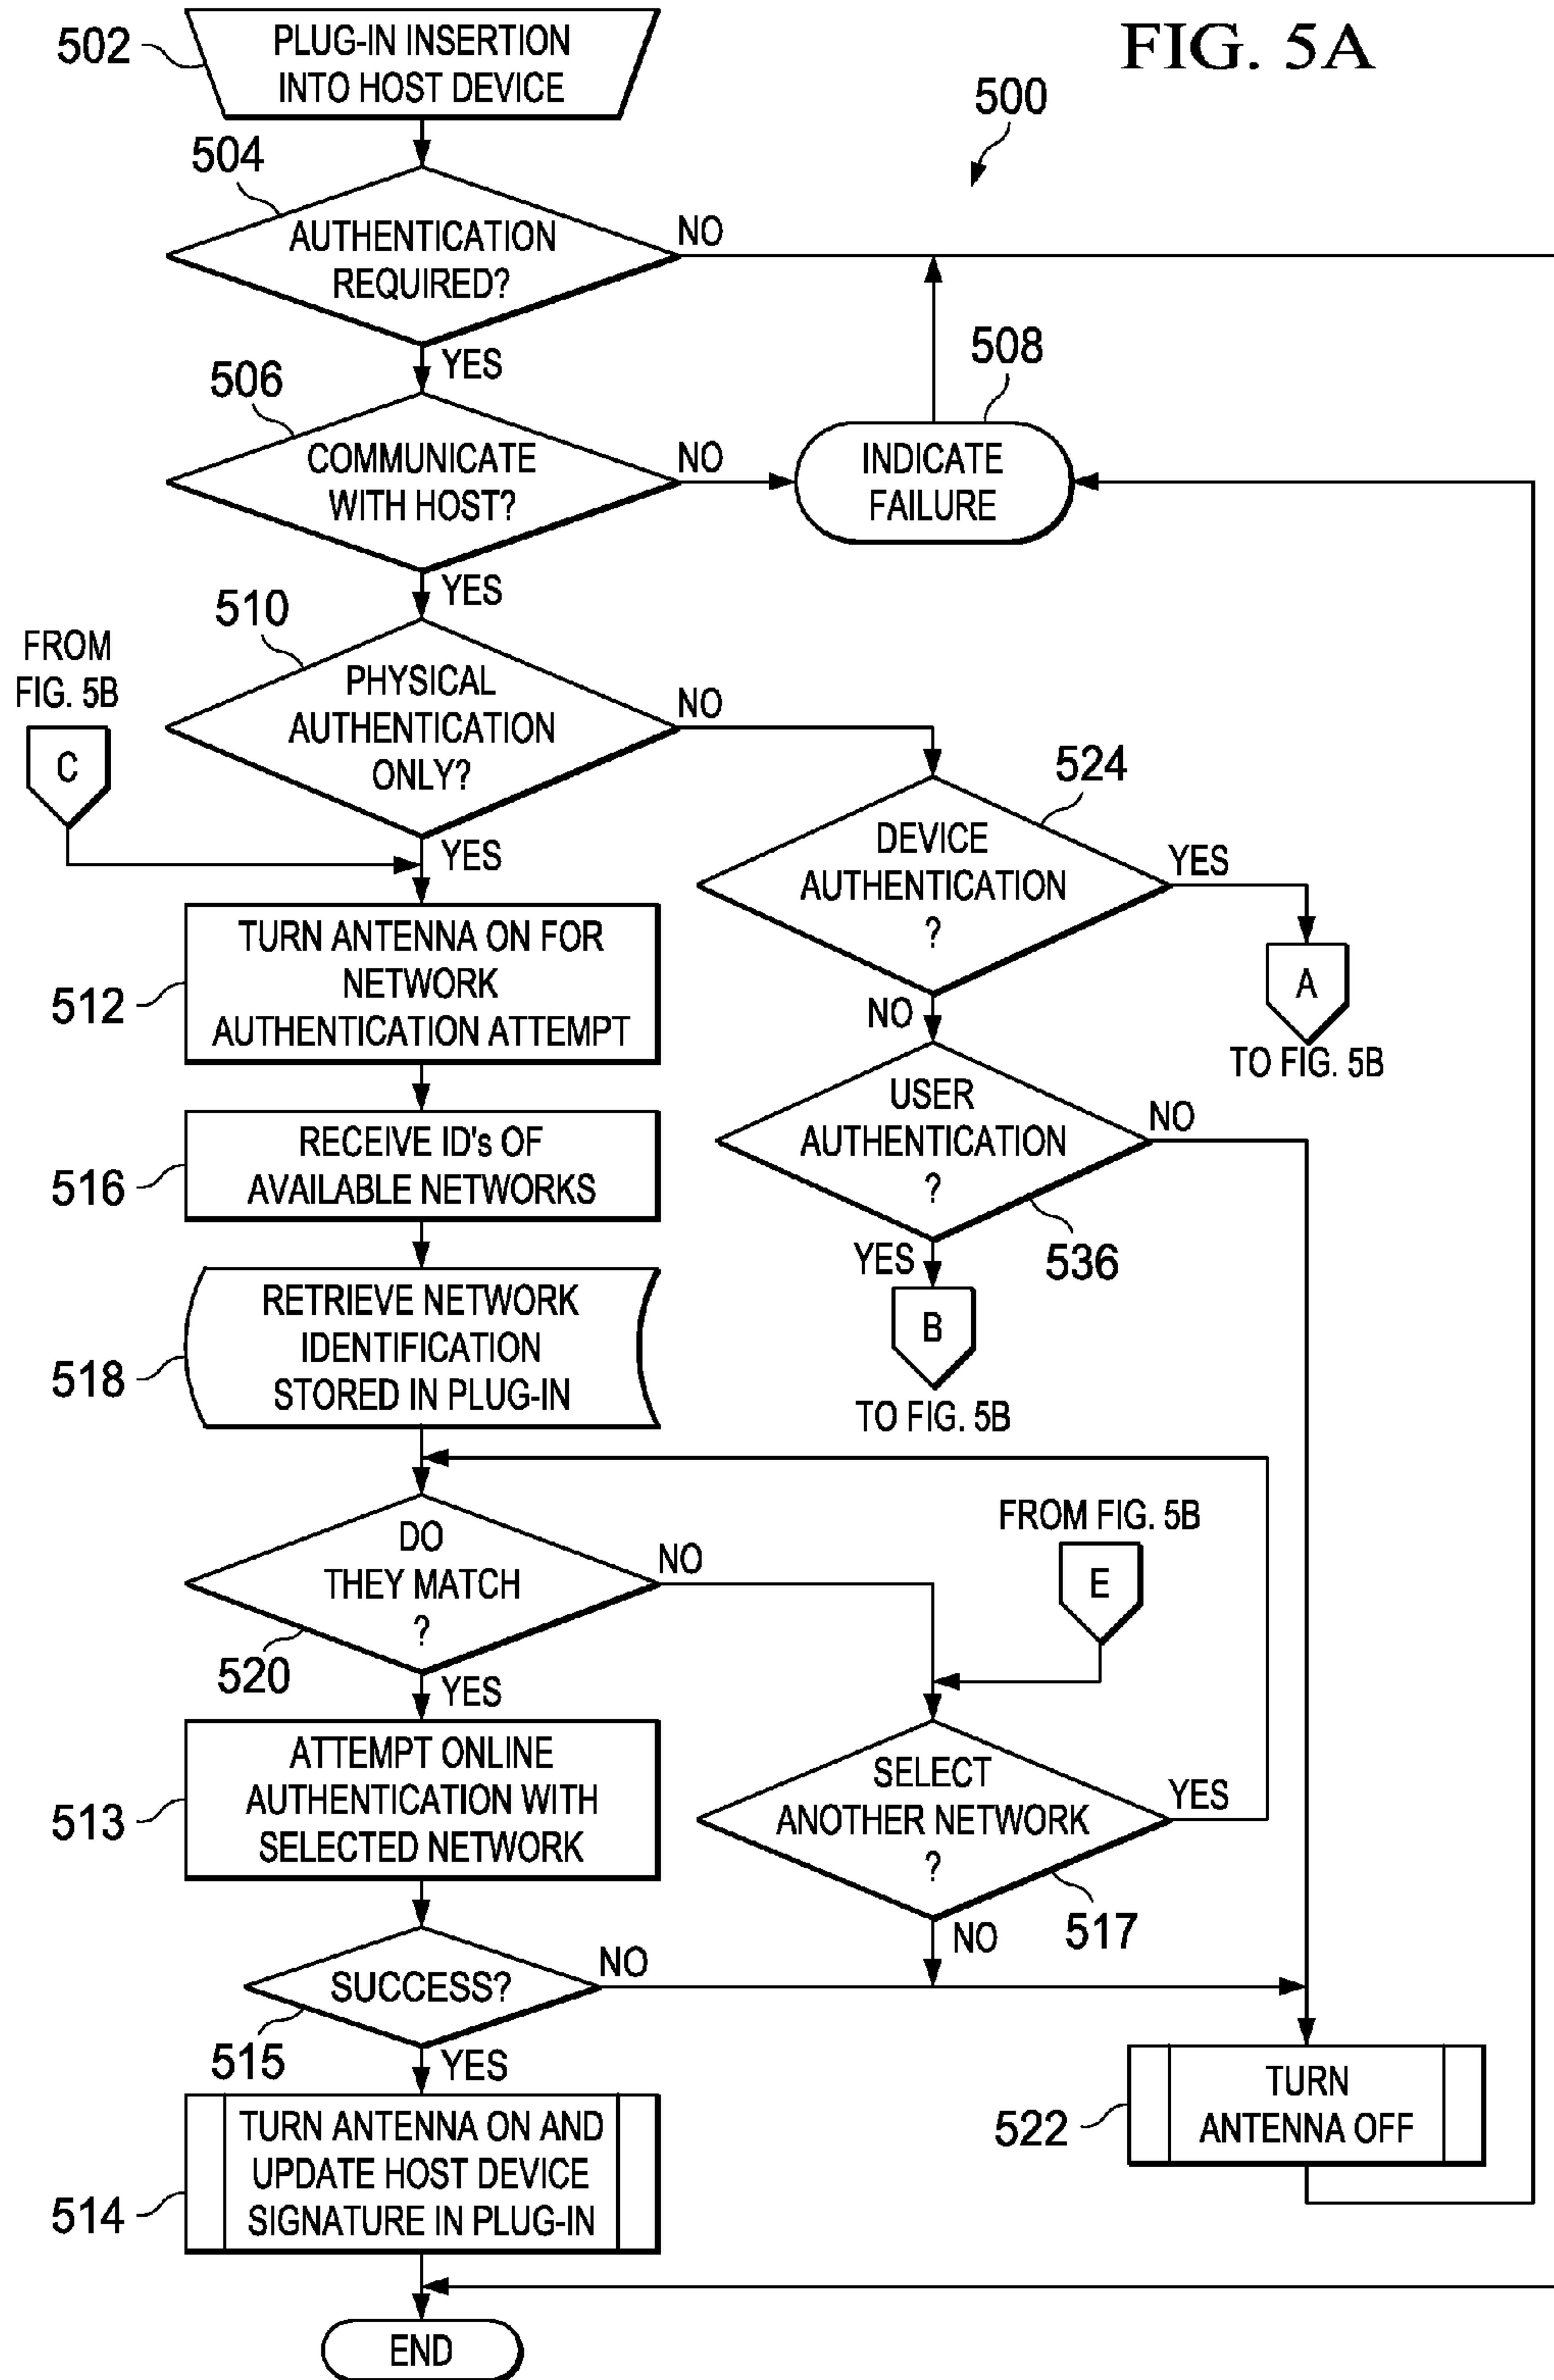 FIG. 5A
500
502
PLUG-IN INSERTION
INTO HOST DEVICE
504
AUTHENTICATION
REQUIRED?
NO
YES
506
COMMUNICATE
WITH HOST?
NO
508
INDICATE
FAILURE
YES
510
PHYSICAL
AUTHENTICATION
ONLY?
NO
FROM
FIG. 5B
C
YES
524
DEVICE
AUTHENTICATION
?
YES
A
TO FIG. 5B
NO
512
TURN ANTENNA ON FOR
NETWORK
AUTHENTICATION ATTEMPT
USER
AUTHENTICATION
?
NO
536
YES
B
TO FIG. 5B
516
RECEIVE ID's OF
AVAILABLE NETWORKS
518
RETRIEVE NETWORK
IDENTIFICATION
STORED IN PLUG-IN
DO
THEY MATCH
?
520
NO
FROM FIG. 5B
E
YES
513
ATTEMPT ONLINE
AUTHENTICATION WITH
SELECTED NETWORK
SELECT
ANOTHER NETWORK
?
YES
517
NO
SUCCESS?
515
NO
YES
514
TURN ANTENNA ON AND
UPDATE HOST DEVICE
SIGNATURE IN PLUG-IN
522
TURN
ANTENNA OFF
END